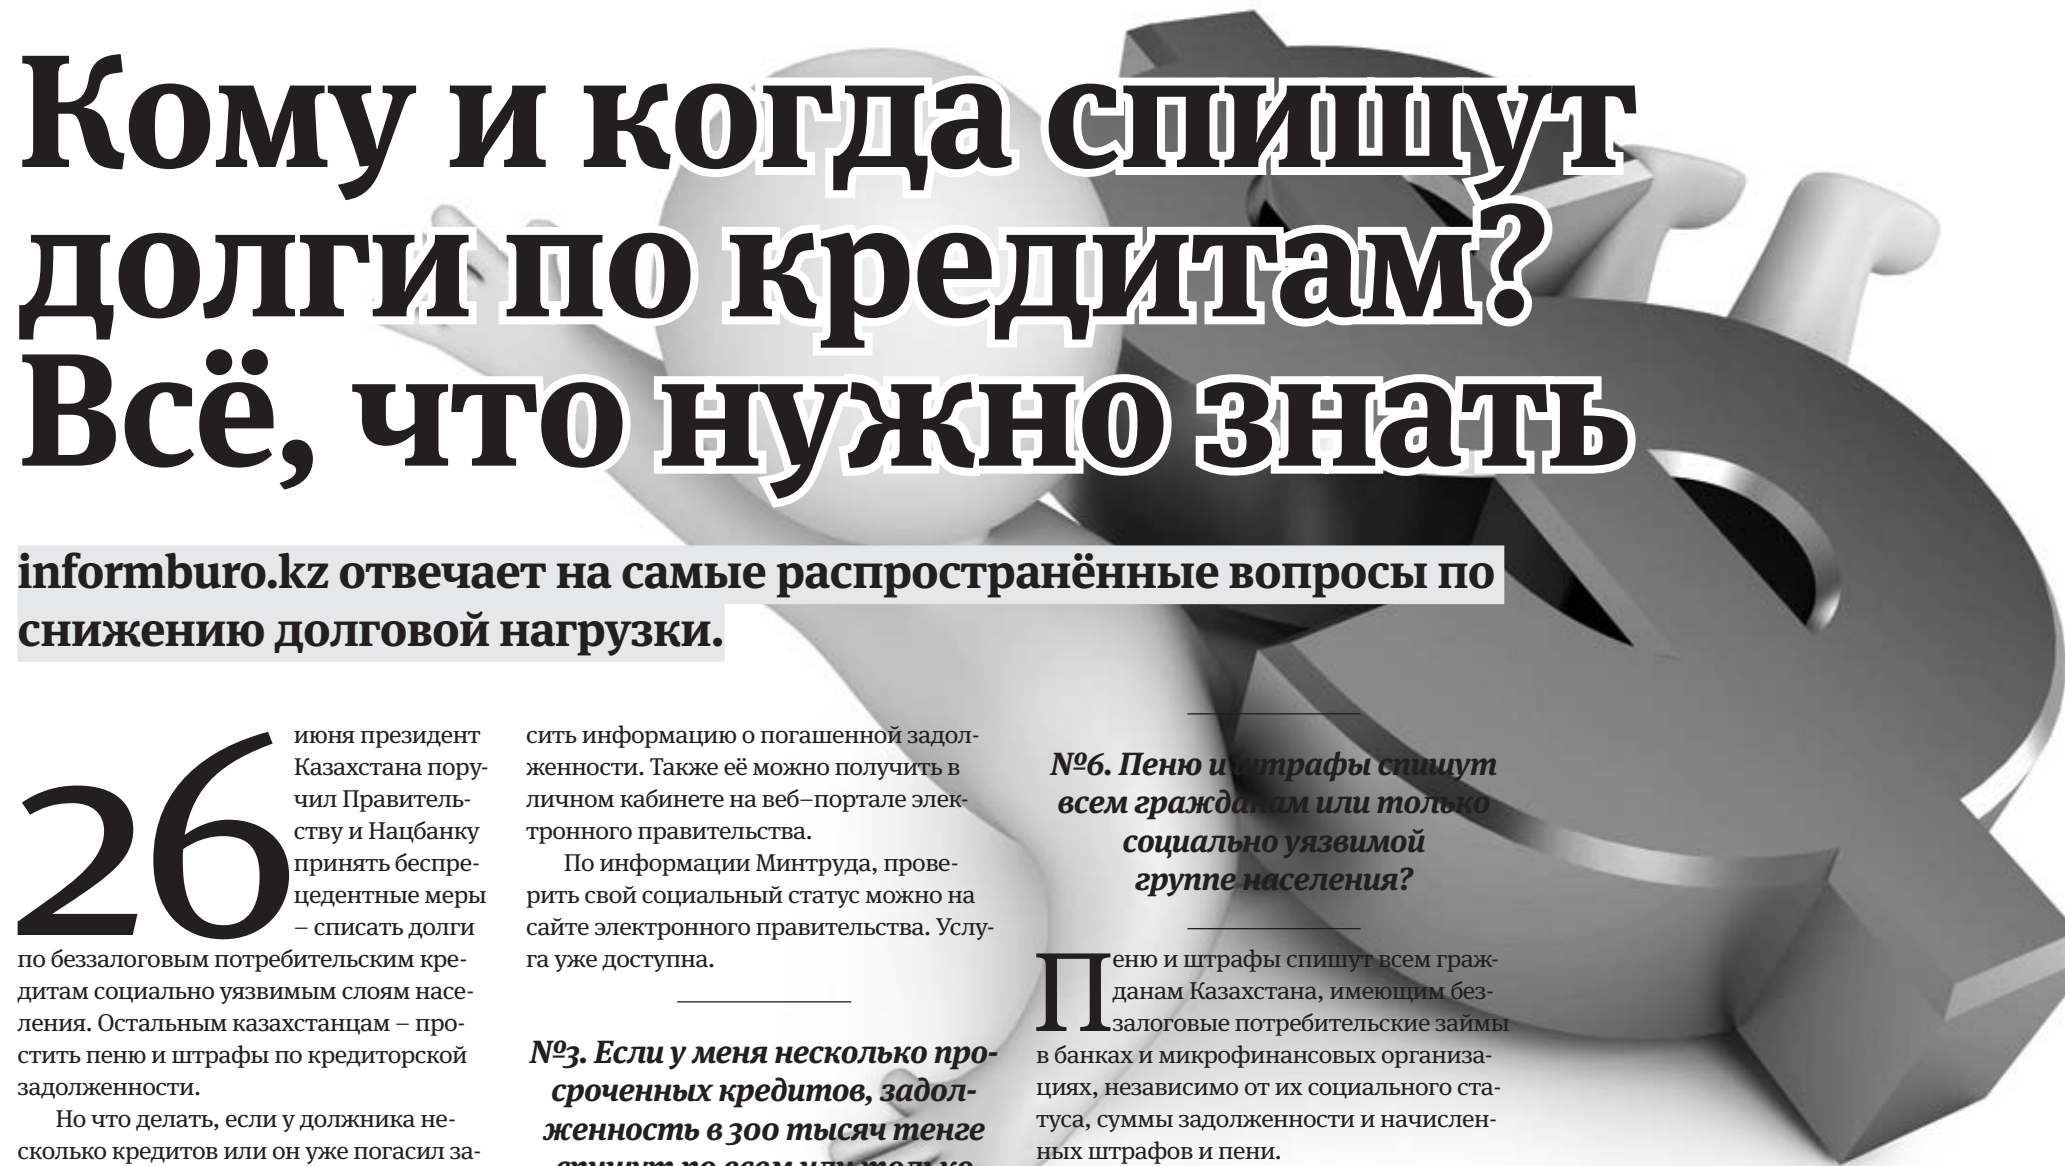 Кому и когда спишут
долги по кредитам?
Всё, что нужно знать
informburo.kz отвечает на самые распространённые вопросы по
снижению долговой нагрузки.
26 июня президент
Казахстана пору-
чил Правитель-
ству и Нацбанку
принять беспре-
цедентные меры
– списать долги
по беззалоговым потребительским кре-
дитам социально уязвимым слоям насе-
ления. Остальным казахстанцам – про-
стить пеню и штрафы по кредиторской
задолженности.
Но что делать, если у должника не-
сколько кредитов или он уже погасил за-
сить информацию о погашенной задол-
женности. Также её можно получить в
личном кабинете на веб–портале элек-
тронного правительства.
По информации Минтруда, прове-
рить свой социальный статус можно на
сайте электронного правительства. Услу-
га уже доступна.
№3. Если у меня несколько про-
сроченных кредитов, задол-
женность в 300 тысяч тенге
спишут по всем или только
№6. Пеню и штрафы спишут
всем гражданам или только
социально уязвимой
группе населения?
Пеню и штрафы спишут всем граж-
данам Казахстана, имеющим без-
залоговые потребительские займы
в банках и микрофинансовых организа-
циях, независимо от их социального ста-
туса, суммы задолженности и начислен-
ных штрафов и пени.